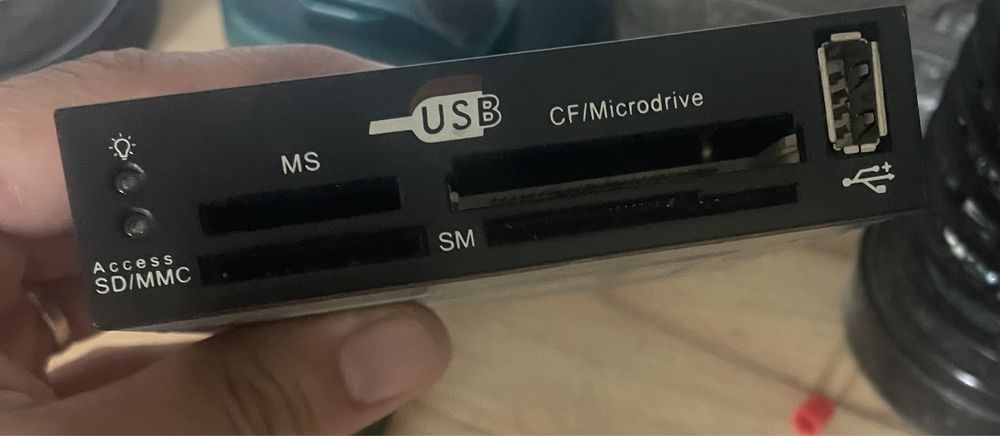 USB
CF/Microdrive
MS
SM
Access
SD/MMC